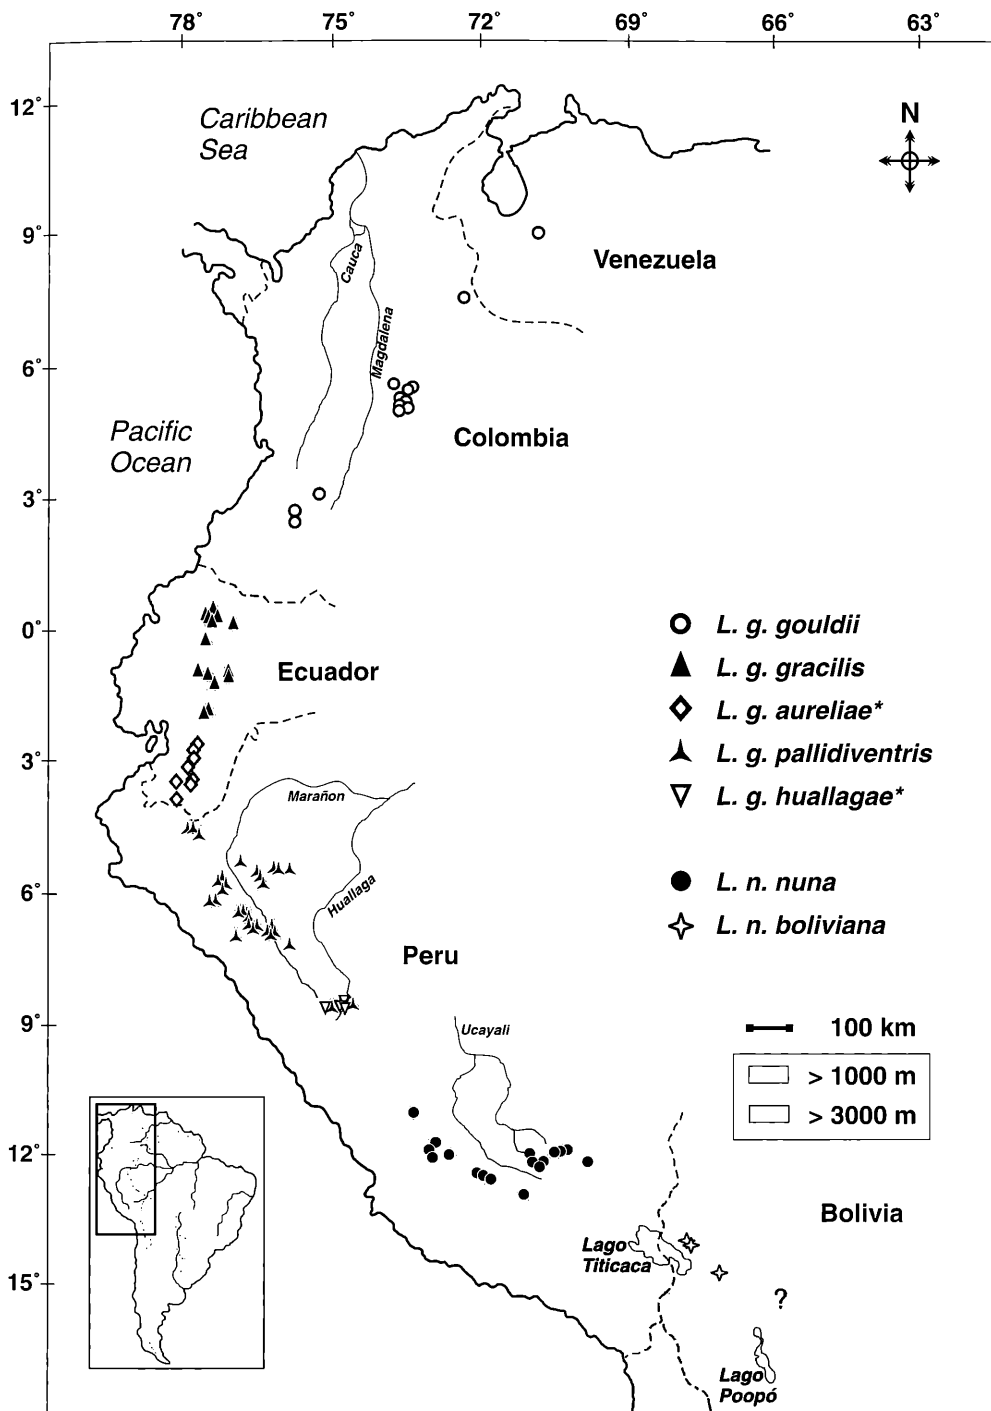 78° 75° 72° 69° 66° 63°
12°
Caribbean
Sea
N
9°
Cauca
Venezuela
Magdalena
6°
Pacific
Ocean
Colombia
3°
0°
Ecuador
L. g. gouldii
L. g. gracilis
L. g. aureliae*
L. g. pallidiventris
L. g. huallagae*
3°
Marañon
6°
Huallaga
L. n. nuna
L. n. boliviana
Peru
9°
Ucayali
100 km
> 1000 m
> 3000 m
12°
Bolivia
Lago
Titicaca
15°
?
Lago
Poopó